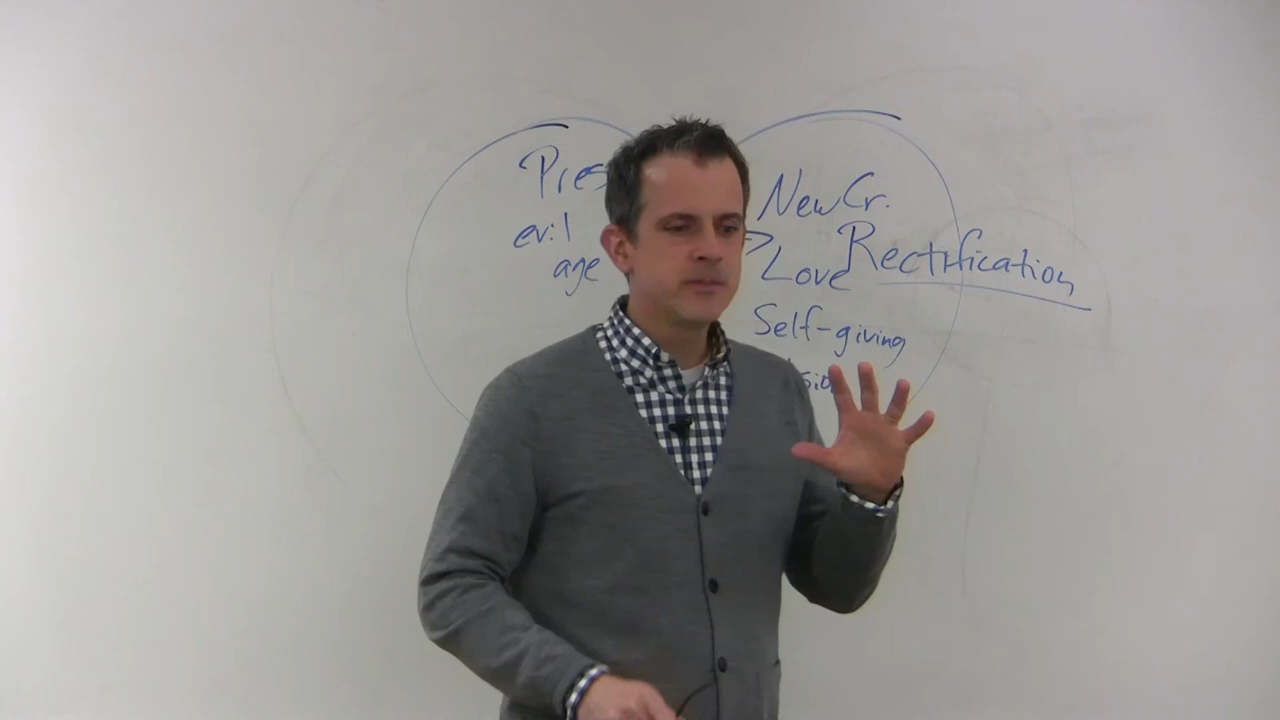 Pres
evil
age
New Cr.
Love
Rectification
Self-giving